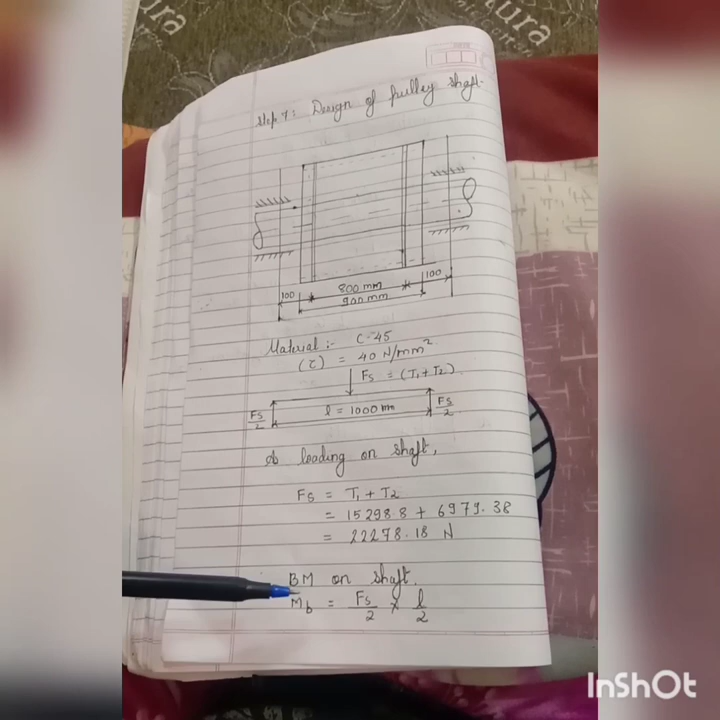 tura
DATE
Step 7: Design of pulley shaft.
100
800 mm
100
900 mm
Material :- C-45
(τ) = 40 N/mm²
Fs = (T₁ + T₂)
Fs/2
l = 1000 mm
Fs/2
loading on shaft,
Fs = T₁ + T₂
= 15298.8 + 6979.38
= 22278.18 N
BM on shaft.
Mb = Fs/2 × l/2
InShOt